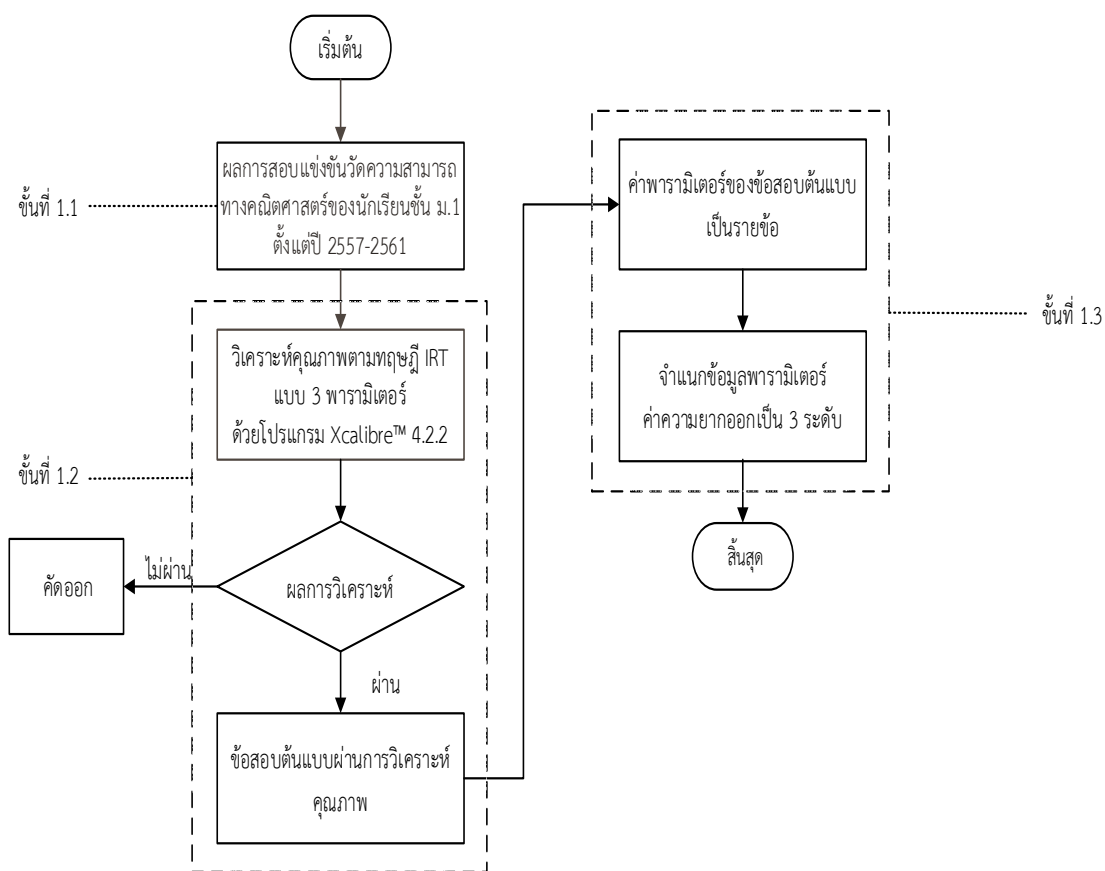 เริ่มต้น
ขั้นที่ 1.1
ผลการสอบแข่งขันวัดความสามารถ
ทางคณิตศาสตร์ของนักเรียนชั้น ม.1
ตั้งแต่ปี 2557-2561
วิเคราะห์คุณภาพตามทฤษฎี IRT
แบบ 3 พารามิเตอร์
ด้วยโปรแกรม Xcalibre™ 4.2.2
ขั้นที่ 1.2
ผลการวิเคราะห์
ไม่ผ่าน
คัดออก
ผ่าน
ข้อสอบต้นแบบผ่านการวิเคราะห์
คุณภาพ
ค่าพารามิเตอร์ของข้อสอบต้นแบบ
เป็นรายข้อ
ขั้นที่ 1.3
จำแนกข้อมูลพารามิเตอร์
ค่าความยากออกเป็น 3 ระดับ
สิ้นสุด